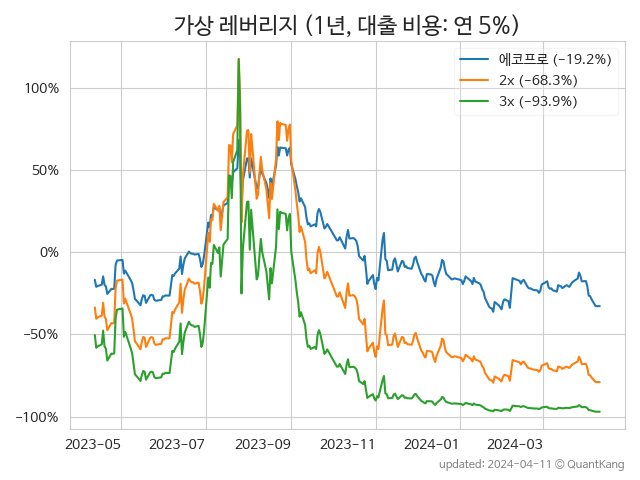 가상 레버리지 (1년, 대출 비용: 연 5%)
에코프로 (−19.2%)
2x (−68.3%)
3x (−93.9%)
100%
50%
0%
−50%
−100%
2023-05 2023-07 2023-09 2023-11 2024-01 2024-03
updated: 2024-04-11 © QuantKang